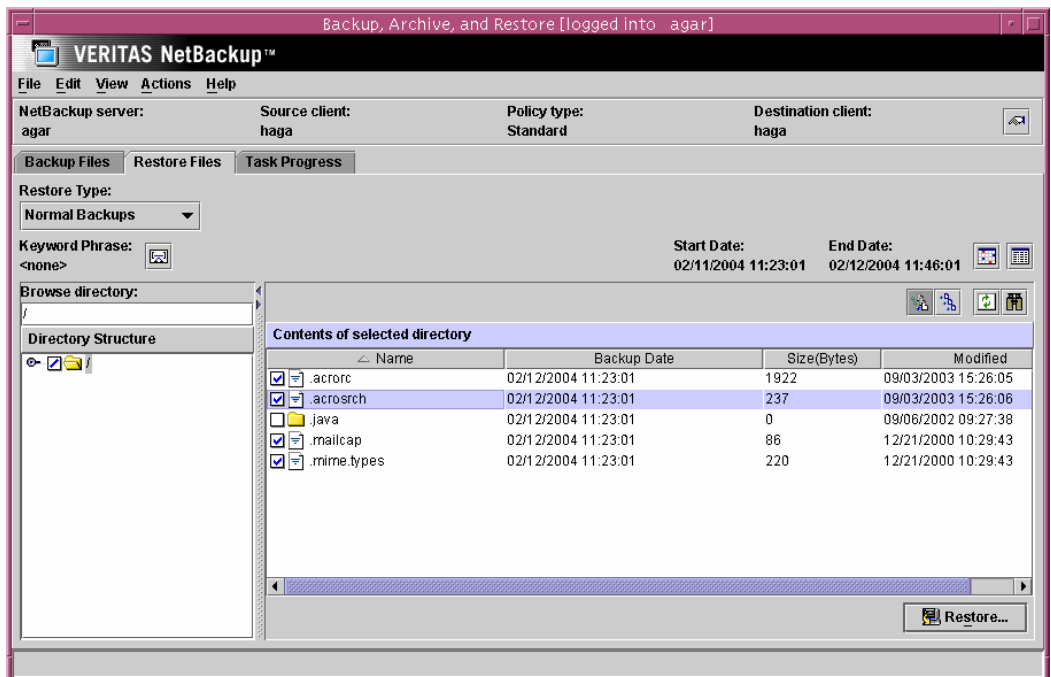 Backup, Archive, and Restore [logged into agar]
VERITAS NetBackup™
File Edit View Actions Help
NetBackup server: Source client: Policy type: Destination client:
agar haga Standard haga
Backup Files Restore Files Task Progress
Restore Type:
Normal Backups
Keyword Phrase: Start Date: End Date:
<none> 02/11/2004 11:23:01 02/12/2004 11:46:01
Browse directory:
/
Directory Structure Contents of selected directory
/ Name Backup Date Size(Bytes) Modified
.acrorc 02/12/2004 11:23:01 1922 09/03/2003 15:26:05
.acrosrch 02/12/2004 11:23:01 237 09/03/2003 15:26:06
.java 02/12/2004 11:23:01 0 09/06/2002 09:27:38
.mailcap 02/12/2004 11:23:01 86 12/21/2000 10:29:43
.mime.types 02/12/2004 11:23:01 220 12/21/2000 10:29:43
Restore...